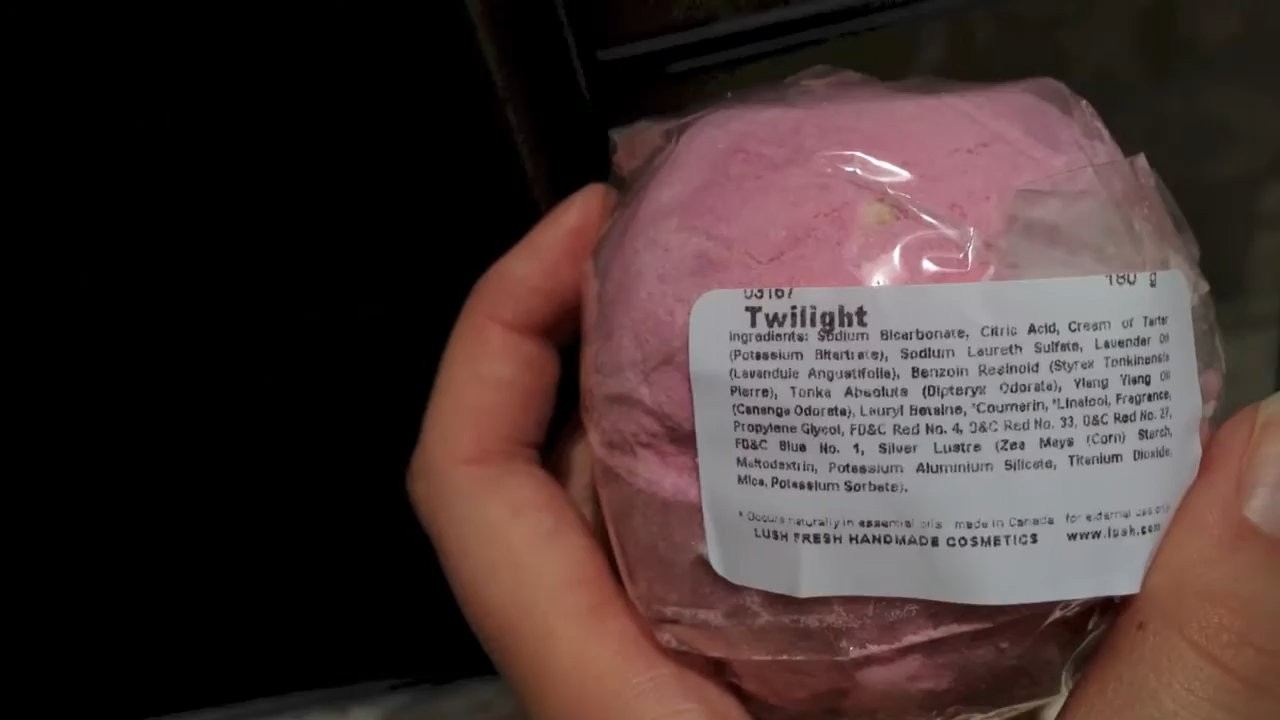 03167 180 g
Twilight
Ingredients: Sodium Bicarbonate, Citric Acid, Cream of Tartar
(Potassium Bitartrate), Sodium Laureth Sulfate, Lavender Oil
(Lavandula Angustifolia), Benzoin Resinoid (Styrex Tonkinensis
Pierre), Tonka Absolute (Dipteryx Odorata), Ylang Ylang Oil
(Cananga Odorata), Lauryl Betaine, *Coumarin, *Linalool, Fragrance,
Propylene Glycol, FD&C Red No. 4, D&C Red No. 33, D&C Red No. 27,
FD&C Blue No. 1, Silver Lustre (Zea Mays (Corn) Starch,
Maltodextrin, Potassium Aluminium Silicate, Titanium Dioxide,
Mica, Potassium Sorbate).
* Occurs naturally in essential oils made in Canada for external use only
LUSH FRESH HANDMADE COSMETICS www.lush.com